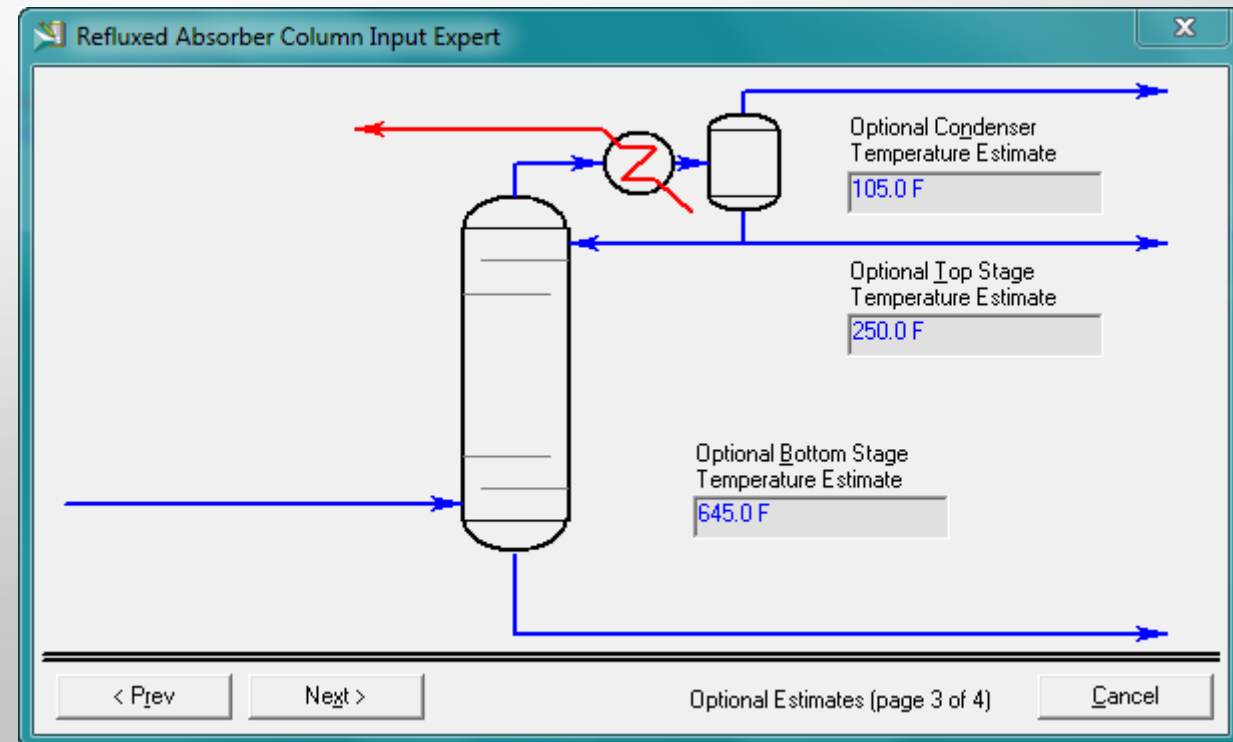 Refluxed Absorber Column Input Expert
Optional Condenser
Temperature Estimate
105.0 F
Optional Top Stage
Temperature Estimate
250.0 F
Optional Bottom Stage
Temperature Estimate
645.0 F
< Prev
Next >
Optional Estimates (page 3 of 4)
Cancel